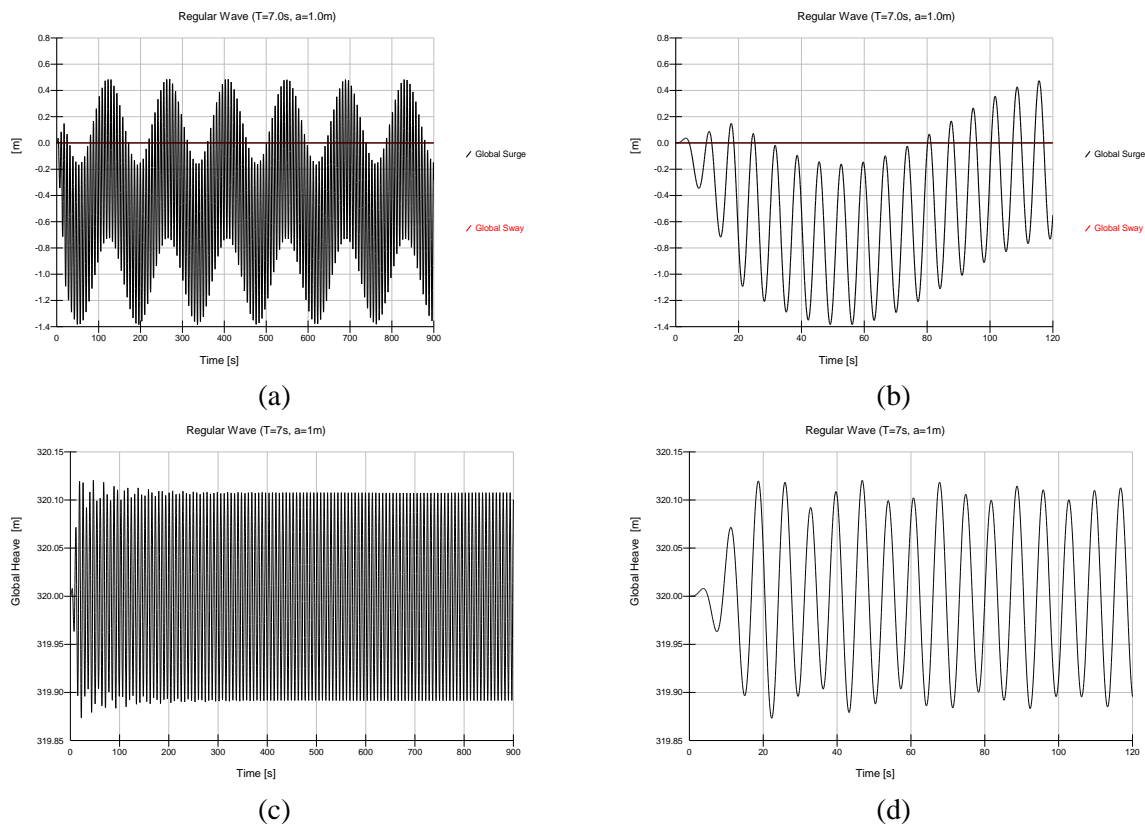 Regular Wave (T=7.0s, a=1.0m)
0.8
0.6
0.4
0.2
0.0
-0.2
-0.4
-0.6
-0.8
-1.0
-1.2
-1.4
[m]
0 100 200 300 400 500 600 700 800 900
Time [s]
Global Surge
Global Sway
(a)
Regular Wave (T=7.0s, a=1.0m)
0.8
0.6
0.4
0.2
0.0
-0.2
-0.4
-0.6
-0.8
-1.0
-1.2
-1.4
[m]
0 20 40 60 80 100 120
Time [s]
Global Surge
Global Sway
(b)
Regular Wave (T=7s, a=1m)
320.15
320.10
320.05
320.00
319.95
319.90
319.85
Global Heave [m]
0 100 200 300 400 500 600 700 800 900
Time [s]
(c)
Regular Wave (T=7s, a=1m)
320.15
320.10
320.05
320.00
319.95
319.90
319.85
Global Heave [m]
0 20 40 60 80 100 120
Time [s]
(d)